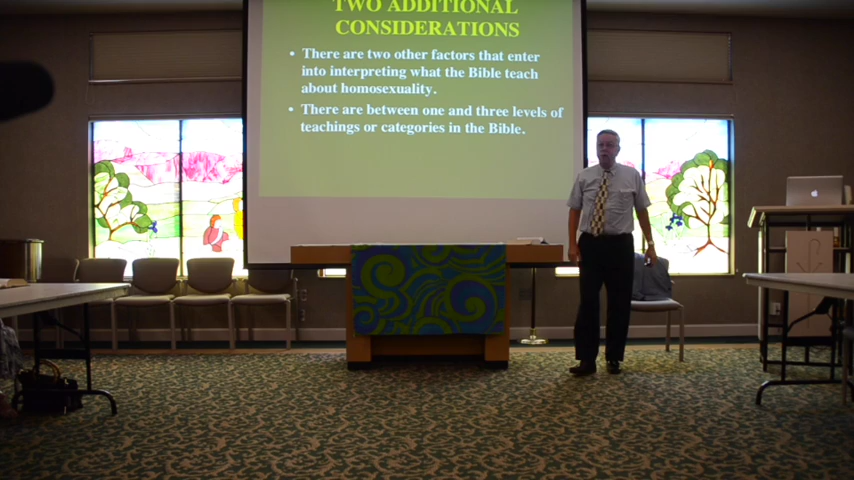 TWO ADDITIONAL
CONSIDERATIONS
• There are two other factors that enter
into interpreting what the Bible teach
about homosexuality.
• There are between one and three levels of
teachings or categories in the Bible.